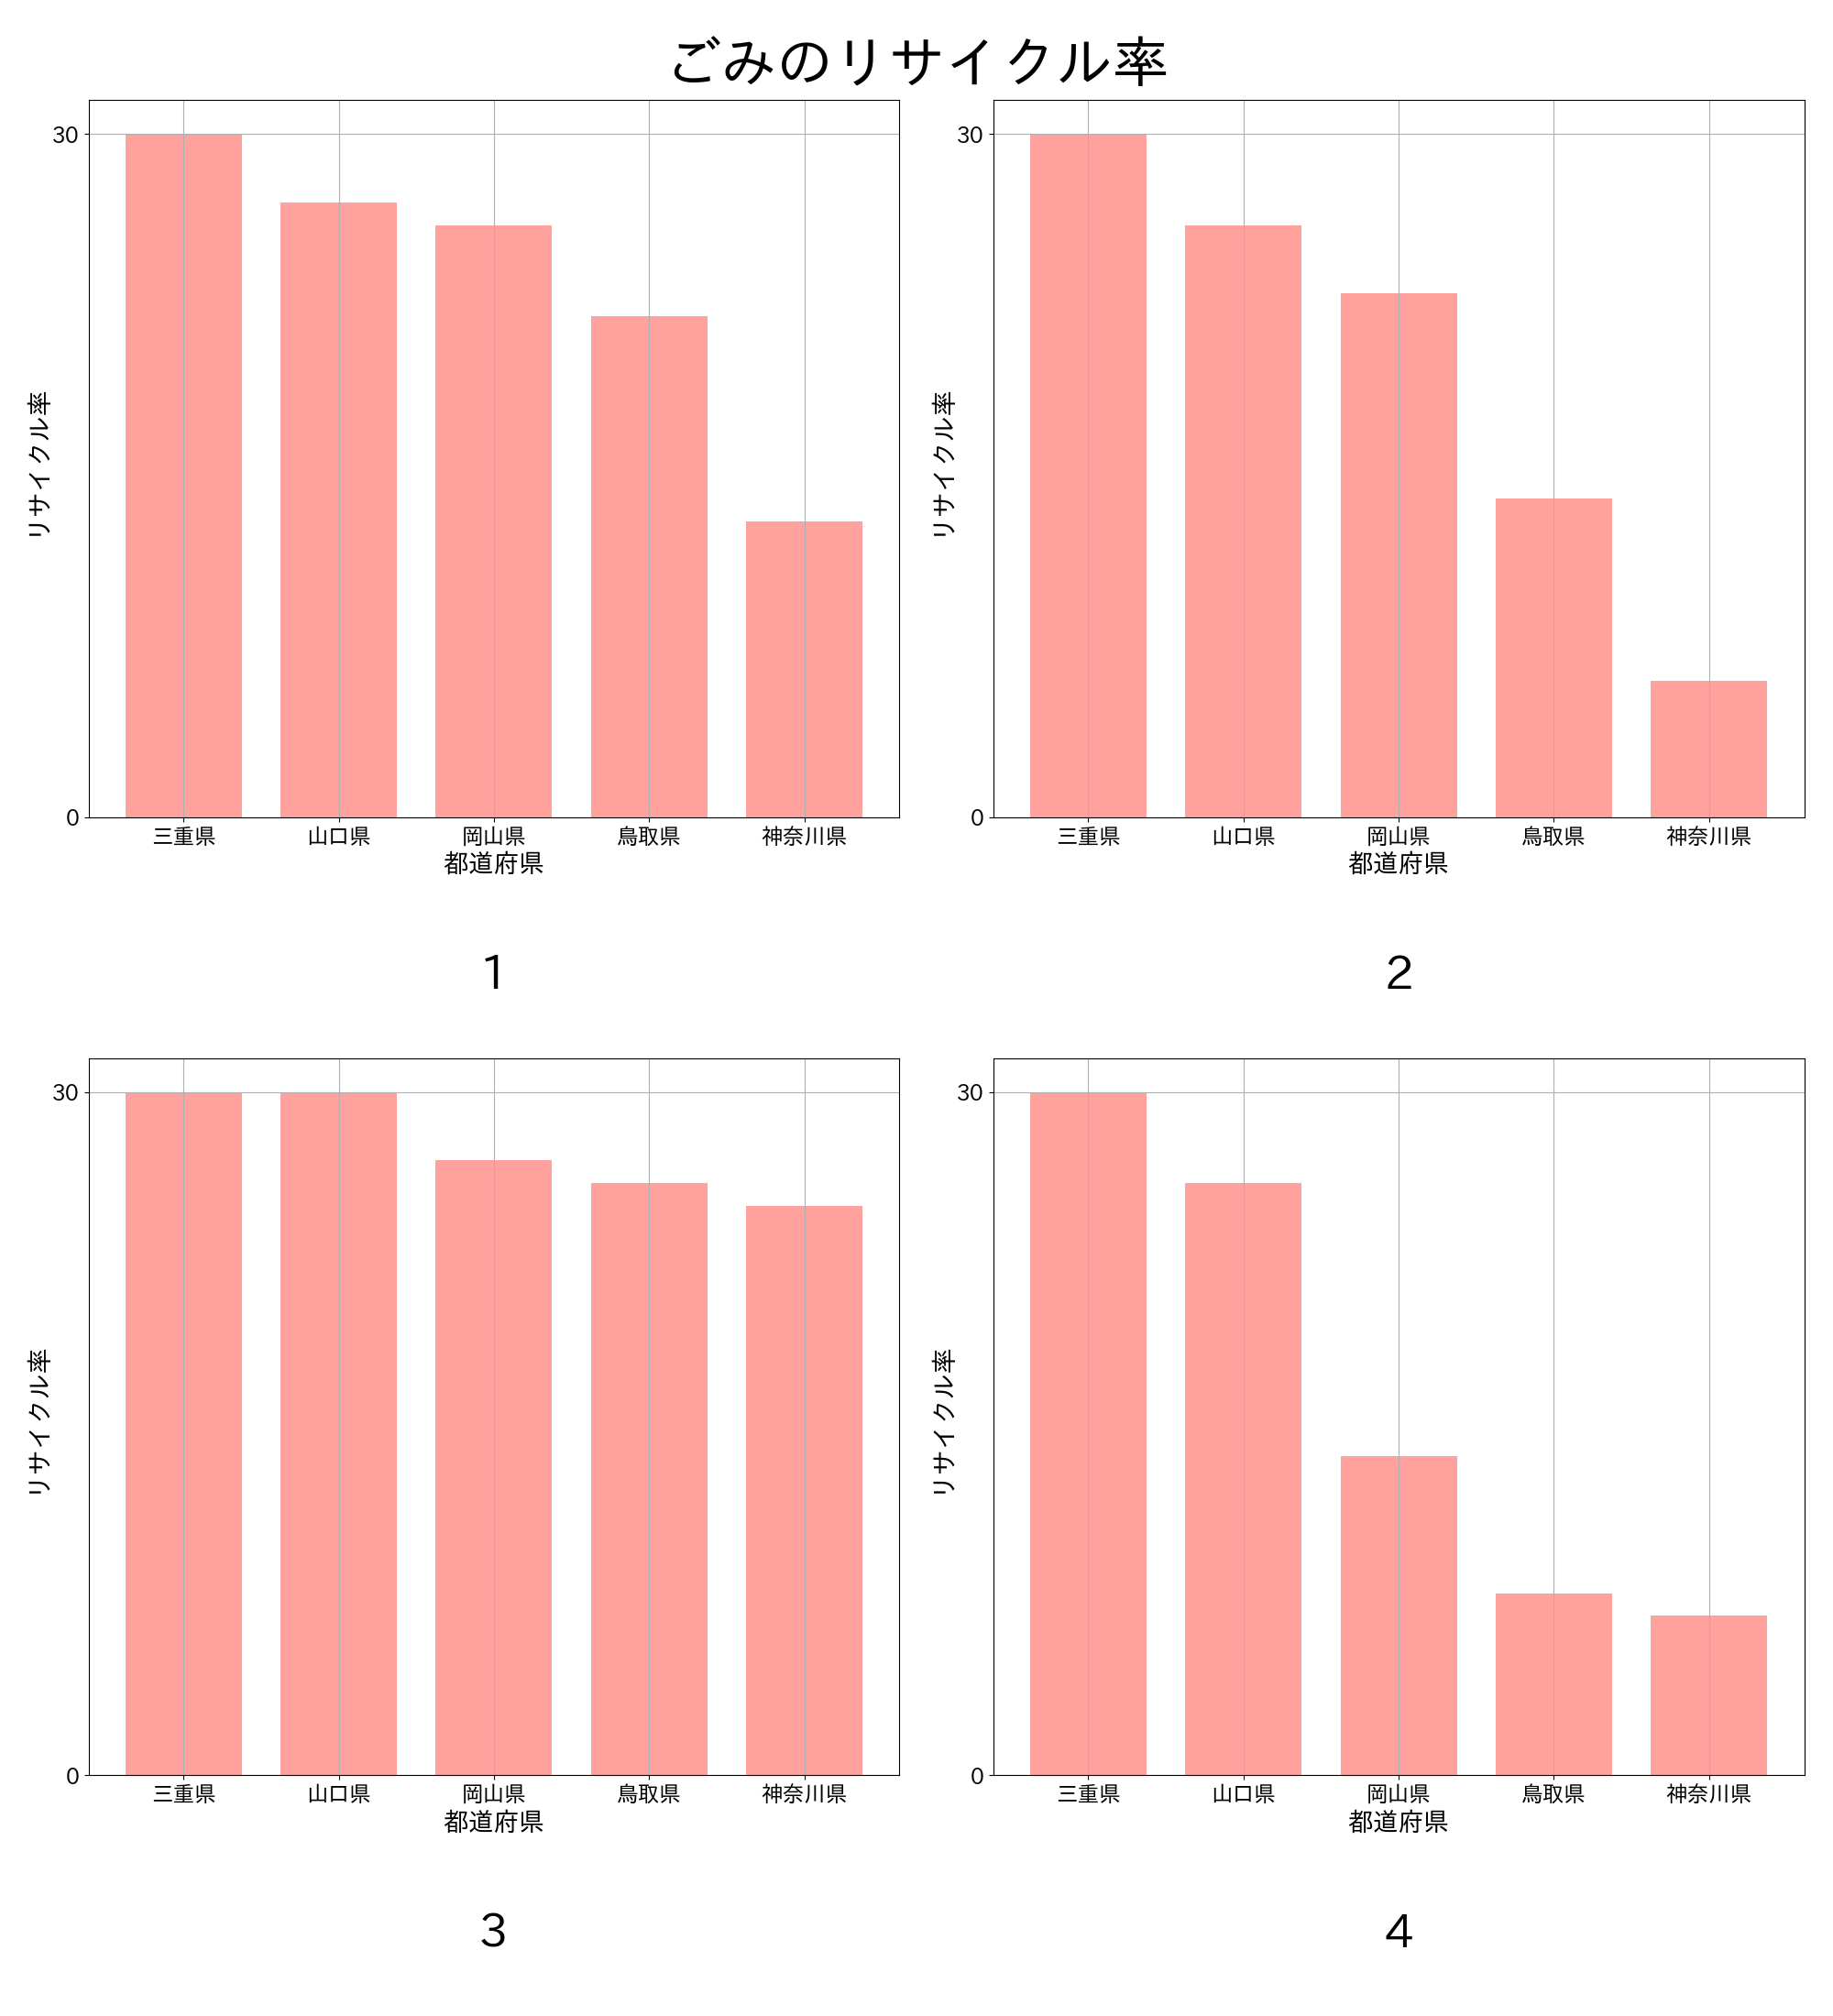 ごみのリサイクル率
30
0
リサイクル率
三重県 山口県 岡山県 鳥取県 神奈川県
都道府県
1
30
0
リサイクル率
三重県 山口県 岡山県 鳥取県 神奈川県
都道府県
2
30
0
リサイクル率
三重県 山口県 岡山県 鳥取県 神奈川県
都道府県
3
30
0
リサイクル率
三重県 山口県 岡山県 鳥取県 神奈川県
都道府県
4